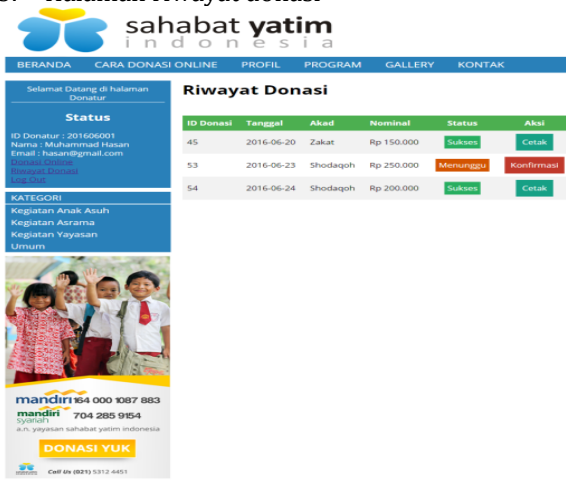 Halaman riwayat donasi
sahabat yatim
indonesia
BERANDA CARA DONASI ONLINE PROFIL PROGRAM GALLERY KONTAK
Selamat Datang di halaman
Donatur
Status
ID Donatur : 201606001
Nama : Muhammad Hasan
Email : hasan@gmail.com
Donasi Online
Riwayat Donasi
Log Out
KATEGORI
Kegiatan Anak Asuh
Kegiatan Asrama
Kegiatan Yayasan
Umum
Riwayat Donasi
ID Donasi Tanggal Akad Nominal Status Aksi
45 2016-06-20 Zakat Rp 150.000 Sukses Cetak
53 2016-06-23 Shodaqoh Rp 250.000 Menunggu Konfirmasi
54 2016-06-24 Shodaqoh Rp 200.000 Sukses Cetak
mandiri 164 000 1087 883
mandiri
syariah 704 285 9154
a.n. yayasan sahabat yatim indonesia
DONASI YUK
Call Us (021) 5312 4451